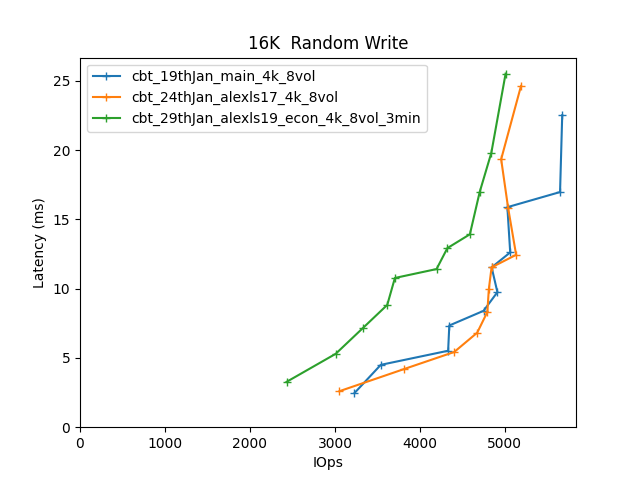 16K  Random Write
cbt_19thJan_main_4k_8vol
cbt_24thJan_alexls17_4k_8vol
cbt_29thJan_alexls19_econ_4k_8vol_3min
25
20
15
10
5
0
Latency (ms)
0 1000 2000 3000 4000 5000
IOps